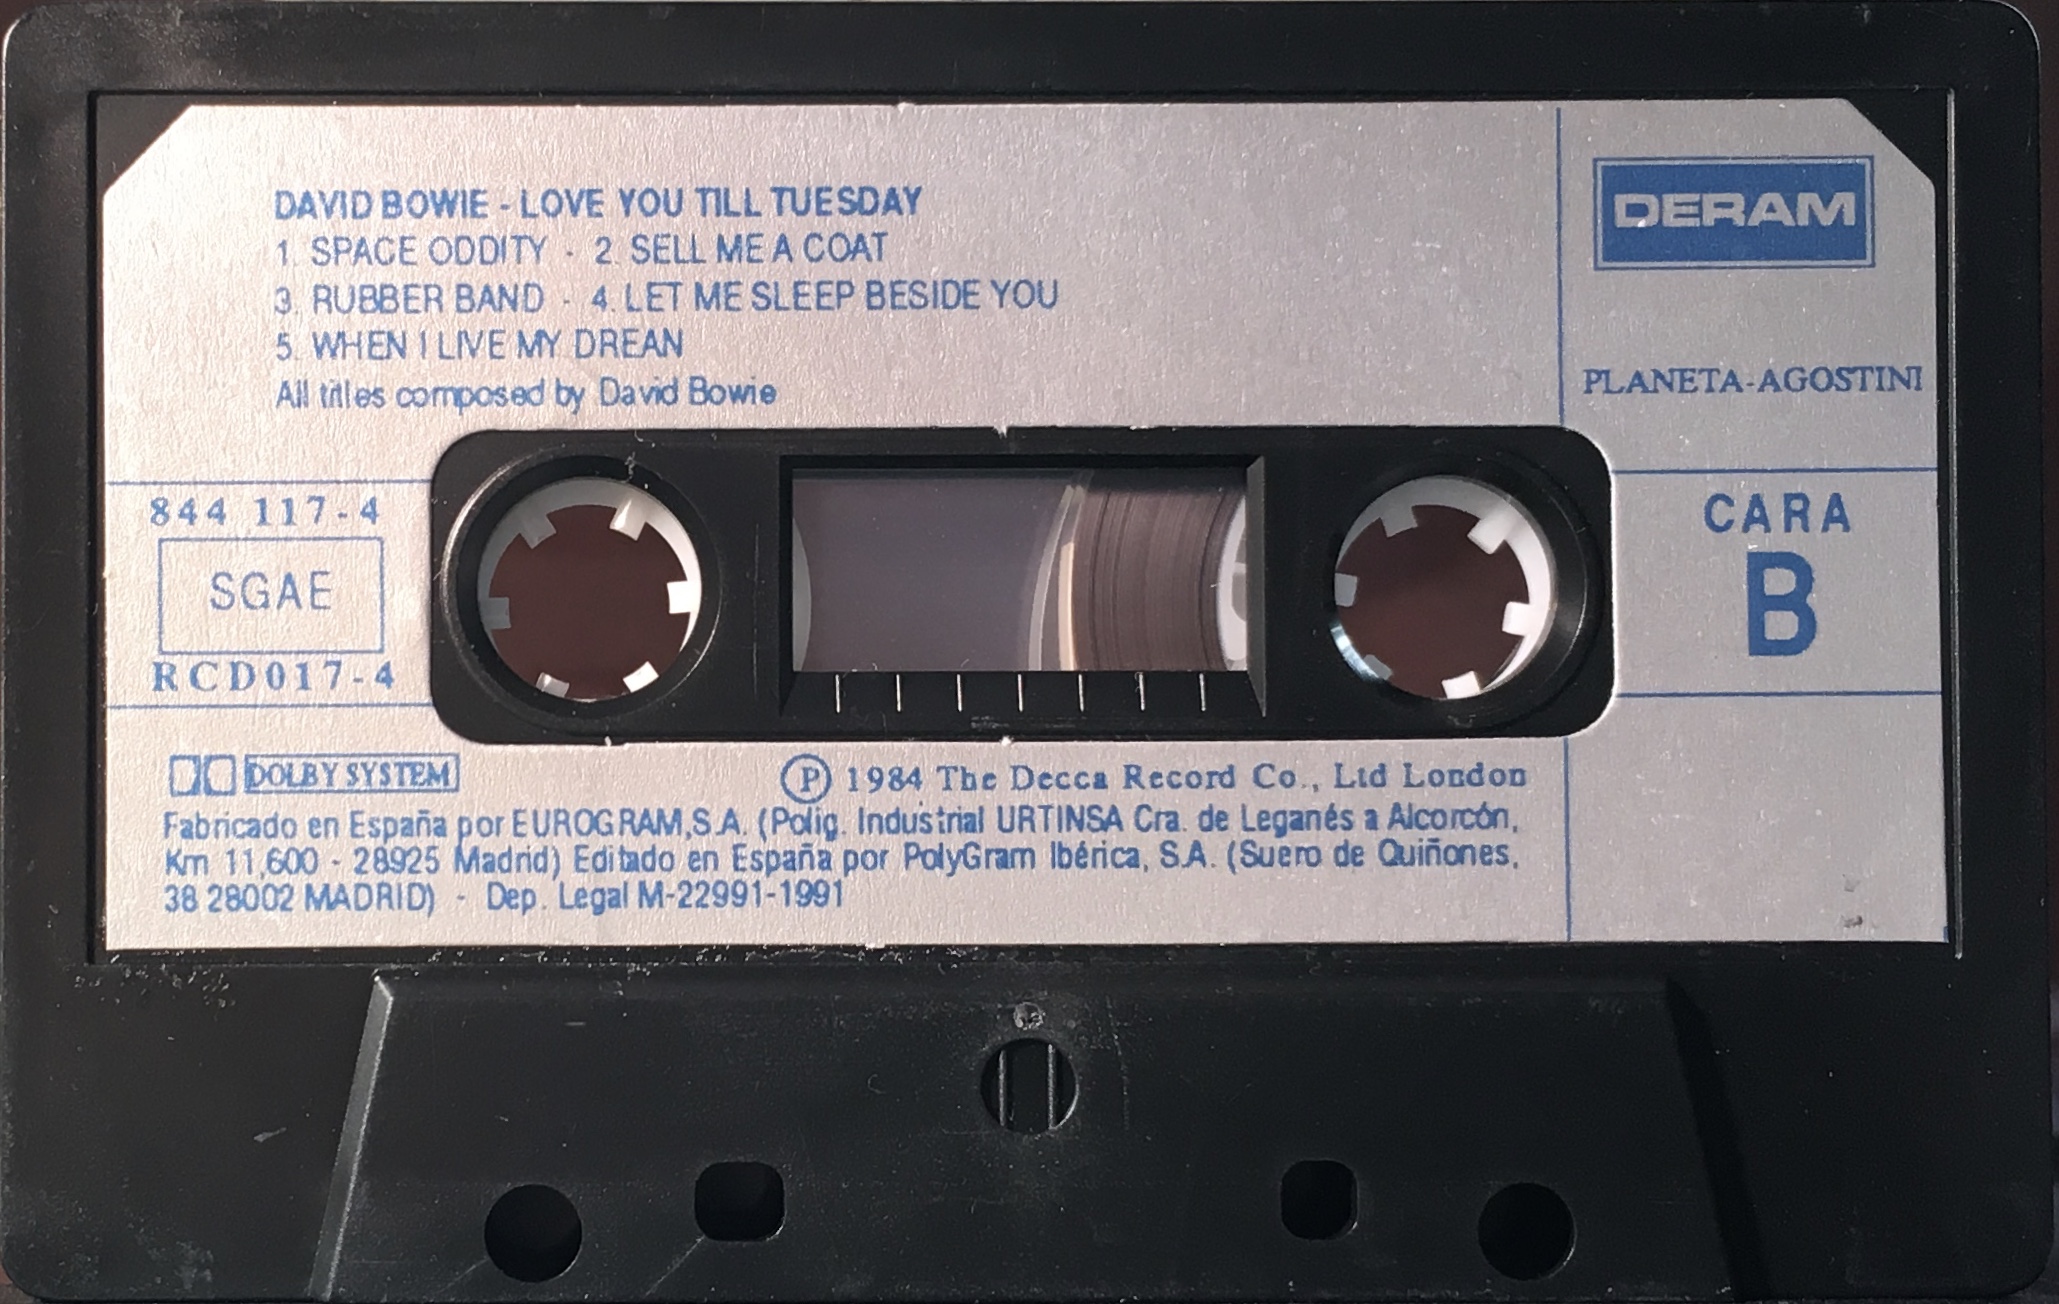 DAVID BOWIE - LOVE YOU TILL TUESDAY
1. SPACE ODDITY · 2. SELL ME A COAT
3. RUBBER BAND · 4. LET ME SLEEP BESIDE YOU
5. WHEN I LIVE MY DREAN
All titles composed by David Bowie
DERAM
PLANETA-AGOSTINI
844 117-4
SGAE
RCD017-4
CARA
B
DOLBY SYSTEM
Ⓟ 1984 The Decca Record Co., Ltd London
Fabricado en España por EUROGRAM,S.A. (Polig. Industrial URTINSA Cra. de Leganés a Alcorcón,
Km 11,600 - 28925 Madrid) Editado en España por PolyGram Ibérica, S.A. (Suero de Quiñones,
38 28002 MADRID) - Dep. Legal M-22991-1991